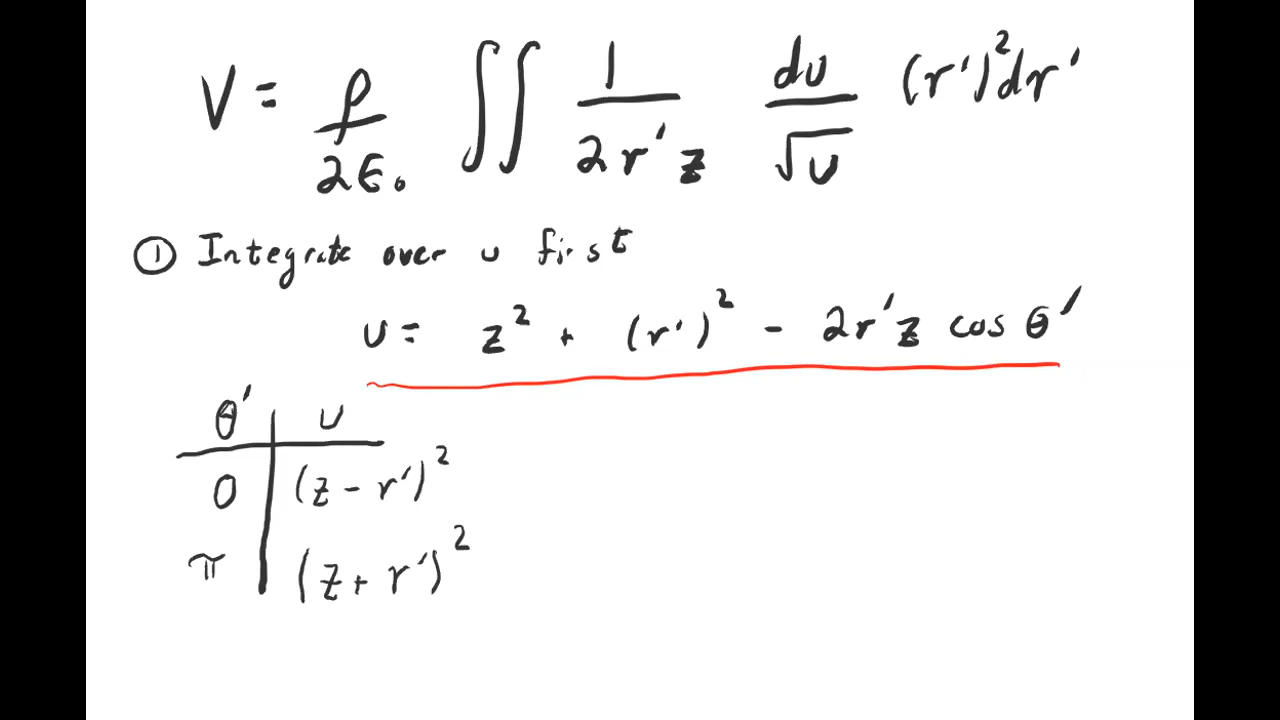 V = ρ/2ϵ₀ ∬ 1/2r'z du/√u (r')²dr'
① Integrate over u first
u = z² + (r')² - 2r'z cos θ'
θ' | u
0 | (z - r')²
π | (z + r')²